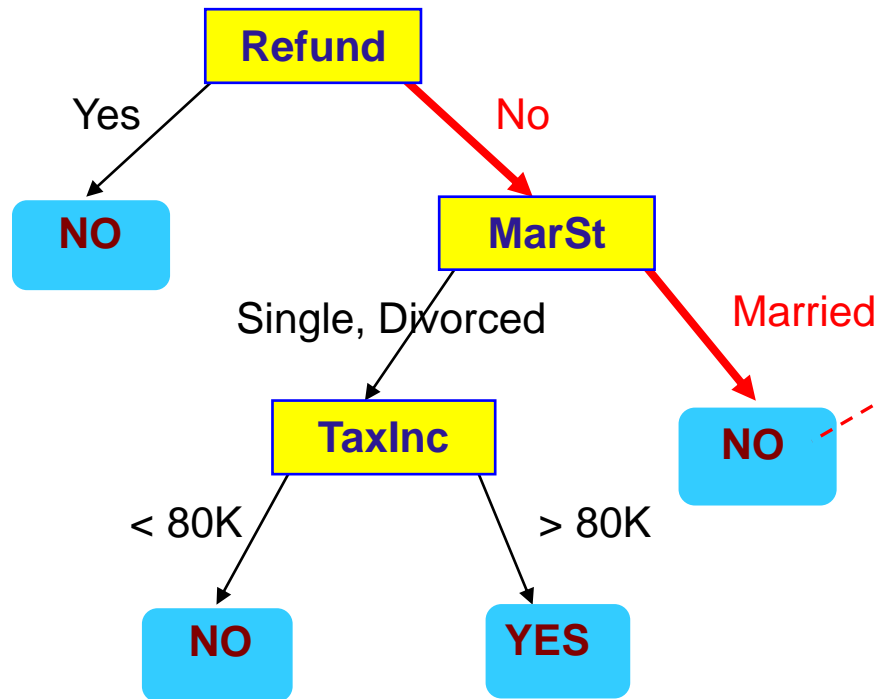 Refund
Yes
No
NO
MarSt
Single, Divorced
Married
TaxInc
NO
< 80K
> 80K
NO
YES